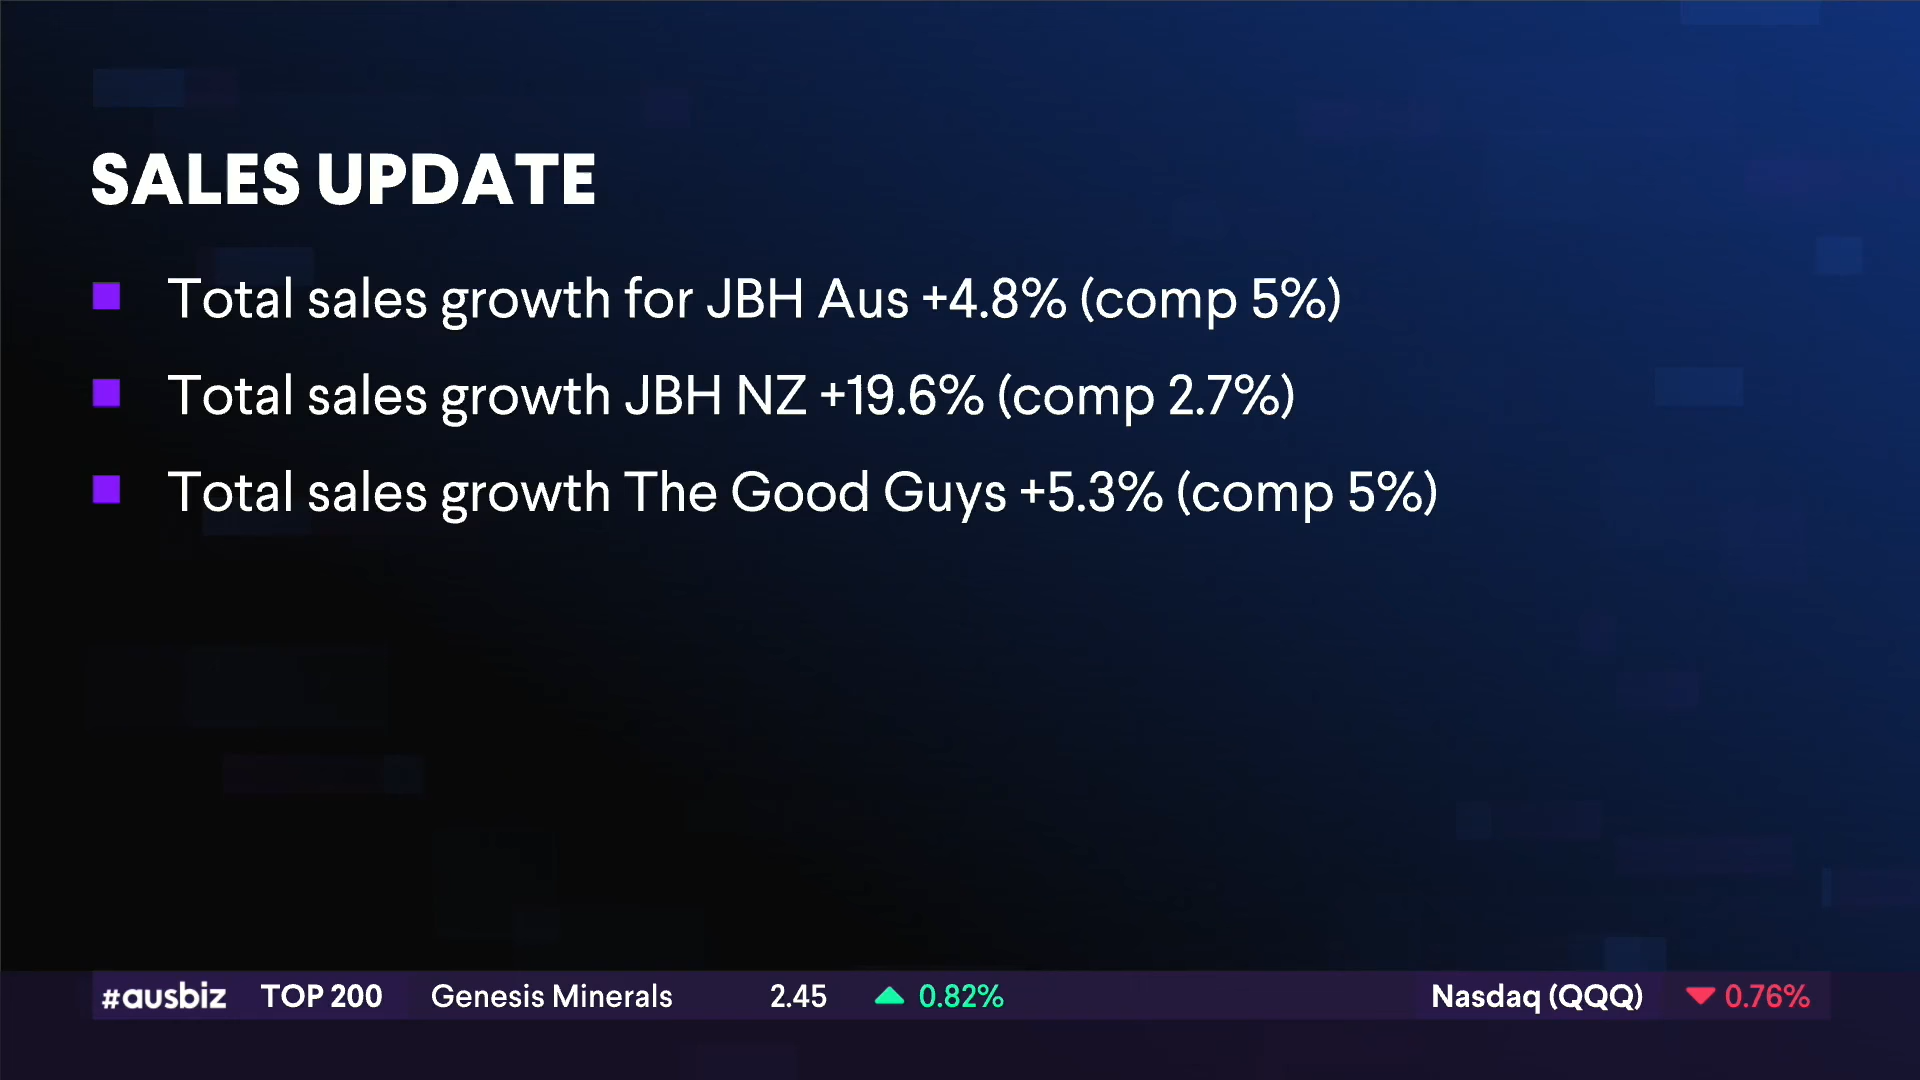 SALES UPDATE
Total sales growth for JBH Aus +4.8% (comp 5%)
Total sales growth JBH NZ +19.6% (comp 2.7%)
Total sales growth The Good Guys +5.3% (comp 5%)
#ausbiz TOP 200 Genesis Minerals 2.45 0.82% Nasdaq (QQQ) 0.76%